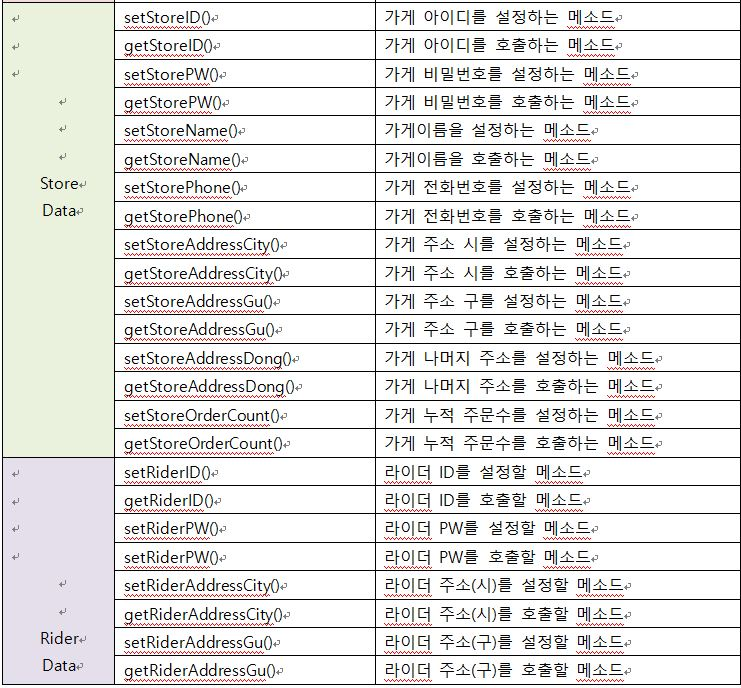 setStoreID() 가게 아이디를 설정하는 메소드
getStoreID() 가게 아이디를 호출하는 메소드
setStorePW() 가게 비밀번호를 설정하는 메소드
getStorePW() 가게 비밀번호를 호출하는 메소드
setStoreName() 가게이름을 설정하는 메소드
getStoreName() 가게이름을 호출하는 메소드
Store
Data
setStorePhone() 가게 전화번호를 설정하는 메소드
getStorePhone() 가게 전화번호를 호출하는 메소드
setStoreAddressCity() 가게 주소 시를 설정하는 메소드
getStoreAddressCity() 가게 주소 시를 호출하는 메소드
setStoreAddressGu() 가게 주소 구를 설정하는 메소드
getStoreAddressGu() 가게 주소 구를 호출하는 메소드
setStoreAddressDong() 가게 나머지 주소를 설정하는 메소드
getStoreAddressDong() 가게 나머지 주소를 호출하는 메소드
setStoreOrderCount() 가게 누적 주문수를 설정하는 메소드
getStoreOrderCount() 가게 누적 주문수를 호출하는 메소드
setRiderID() 라이더 ID를 설정할 메소드
getRiderID() 라이더 ID를 호출할 메소드
setRiderPW() 라이더 PW를 설정할 메소드
setRiderPW() 라이더 PW를 호출할 메소드
setRiderAddressCity() 라이더 주소(시)를 설정할 메소드
getRiderAddressCity() 라이더 주소(시)를 호출할 메소드
Rider
Data
setRiderAddressGu() 라이더 주소(구)를 설정할 메소드
getRiderAddressGu() 라이더 주소(구)를 호출할 메소드